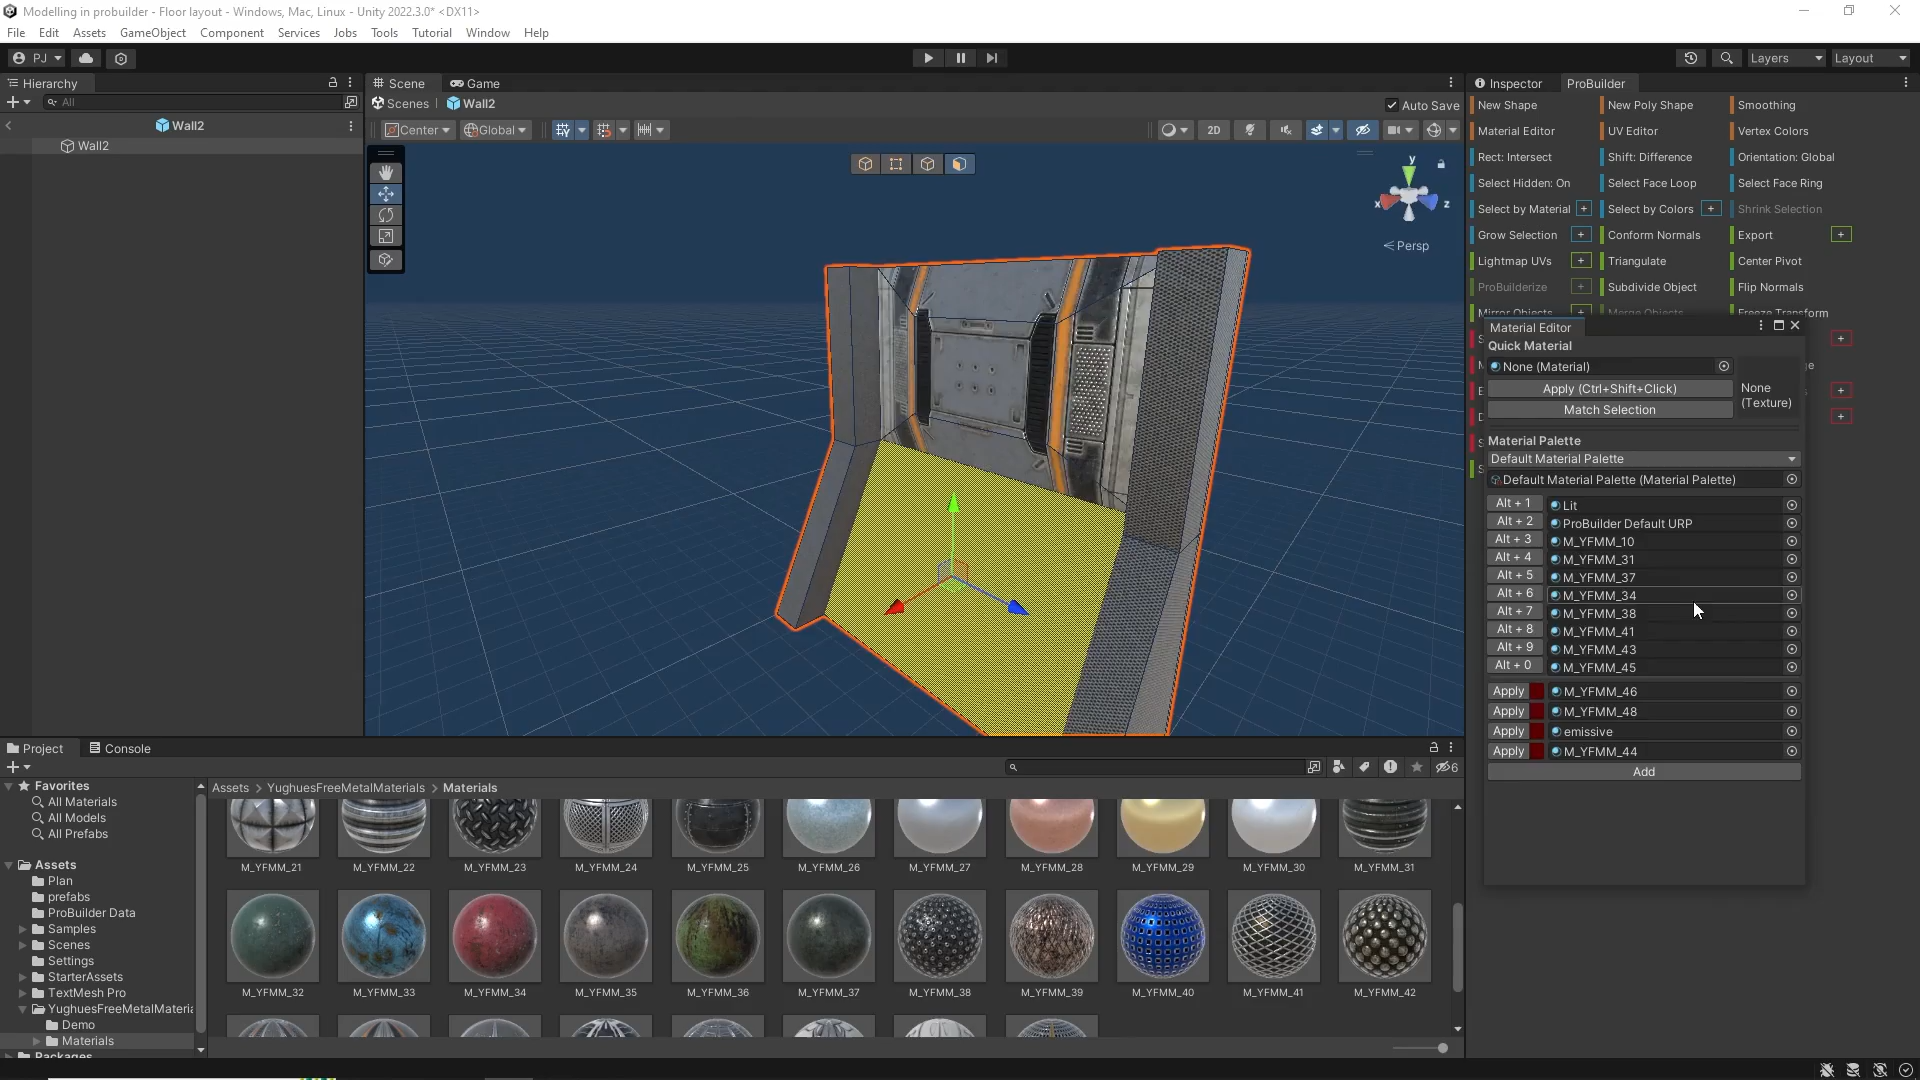 Modelling in probuilder - Floor layout - Windows, Mac, Linux - Unity 2022.3.0* <DX11>
File Edit Assets GameObject Component Services Jobs Tools Tutorial Window Help
PJ Layers Layout
Hierarchy Scene Game Inspector ProBuilder
All
Scenes Wall2 Auto Save
Wall2
Wall2
Center Global 2D
y
x
z
Persp
New Shape New Poly Shape Smoothing
Material Editor UV Editor Vertex Colors
Rect: Intersect Shift: Difference Orientation: Global
Select Hidden: On Select Face Loop Select Face Ring
Select by Material + Select by Colors + Shrink Selection
Grow Selection + Conform Normals Export +
Lightmap UVs + Triangulate Center Pivot
ProBuilderize + Subdivide Object Flip Normals
Mirror Objects + Merge Objects Freeze Transform
Material Editor
Quick Material
None (Material)
Apply (Ctrl+Shift+Click)
None
(Texture)
Match Selection
Material Palette
Default Material Palette
Default Material Palette (Material Palette)
Alt + 1 Lit
Alt + 2 ProBuilder Default URP
Alt + 3 M_YFMM_10
Alt + 4 M_YFMM_31
Alt + 5 M_YFMM_37
Alt + 6 M_YFMM_34
Alt + 7 M_YFMM_38
Alt + 8 M_YFMM_41
Alt + 9 M_YFMM_43
Alt + 0 M_YFMM_45
Apply M_YFMM_46
Apply M_YFMM_48
Apply emissive
Apply M_YFMM_44
Add
Project Console
6
Favorites
All Materials
All Models
All Prefabs
Assets
Plan
prefabs
ProBuilder Data
Samples
Scenes
Settings
StarterAssets
TextMesh Pro
YughuesFreeMetalMateria
Demo
Materials
Packages
Assets > YughuesFreeMetalMaterials > Materials
M_YFMM_21 M_YFMM_22 M_YFMM_23 M_YFMM_24 M_YFMM_25 M_YFMM_26 M_YFMM_27 M_YFMM_28 M_YFMM_29 M_YFMM_30 M_YFMM_31
M_YFMM_32 M_YFMM_33 M_YFMM_34 M_YFMM_35 M_YFMM_36 M_YFMM_37 M_YFMM_38 M_YFMM_39 M_YFMM_40 M_YFMM_41 M_YFMM_42